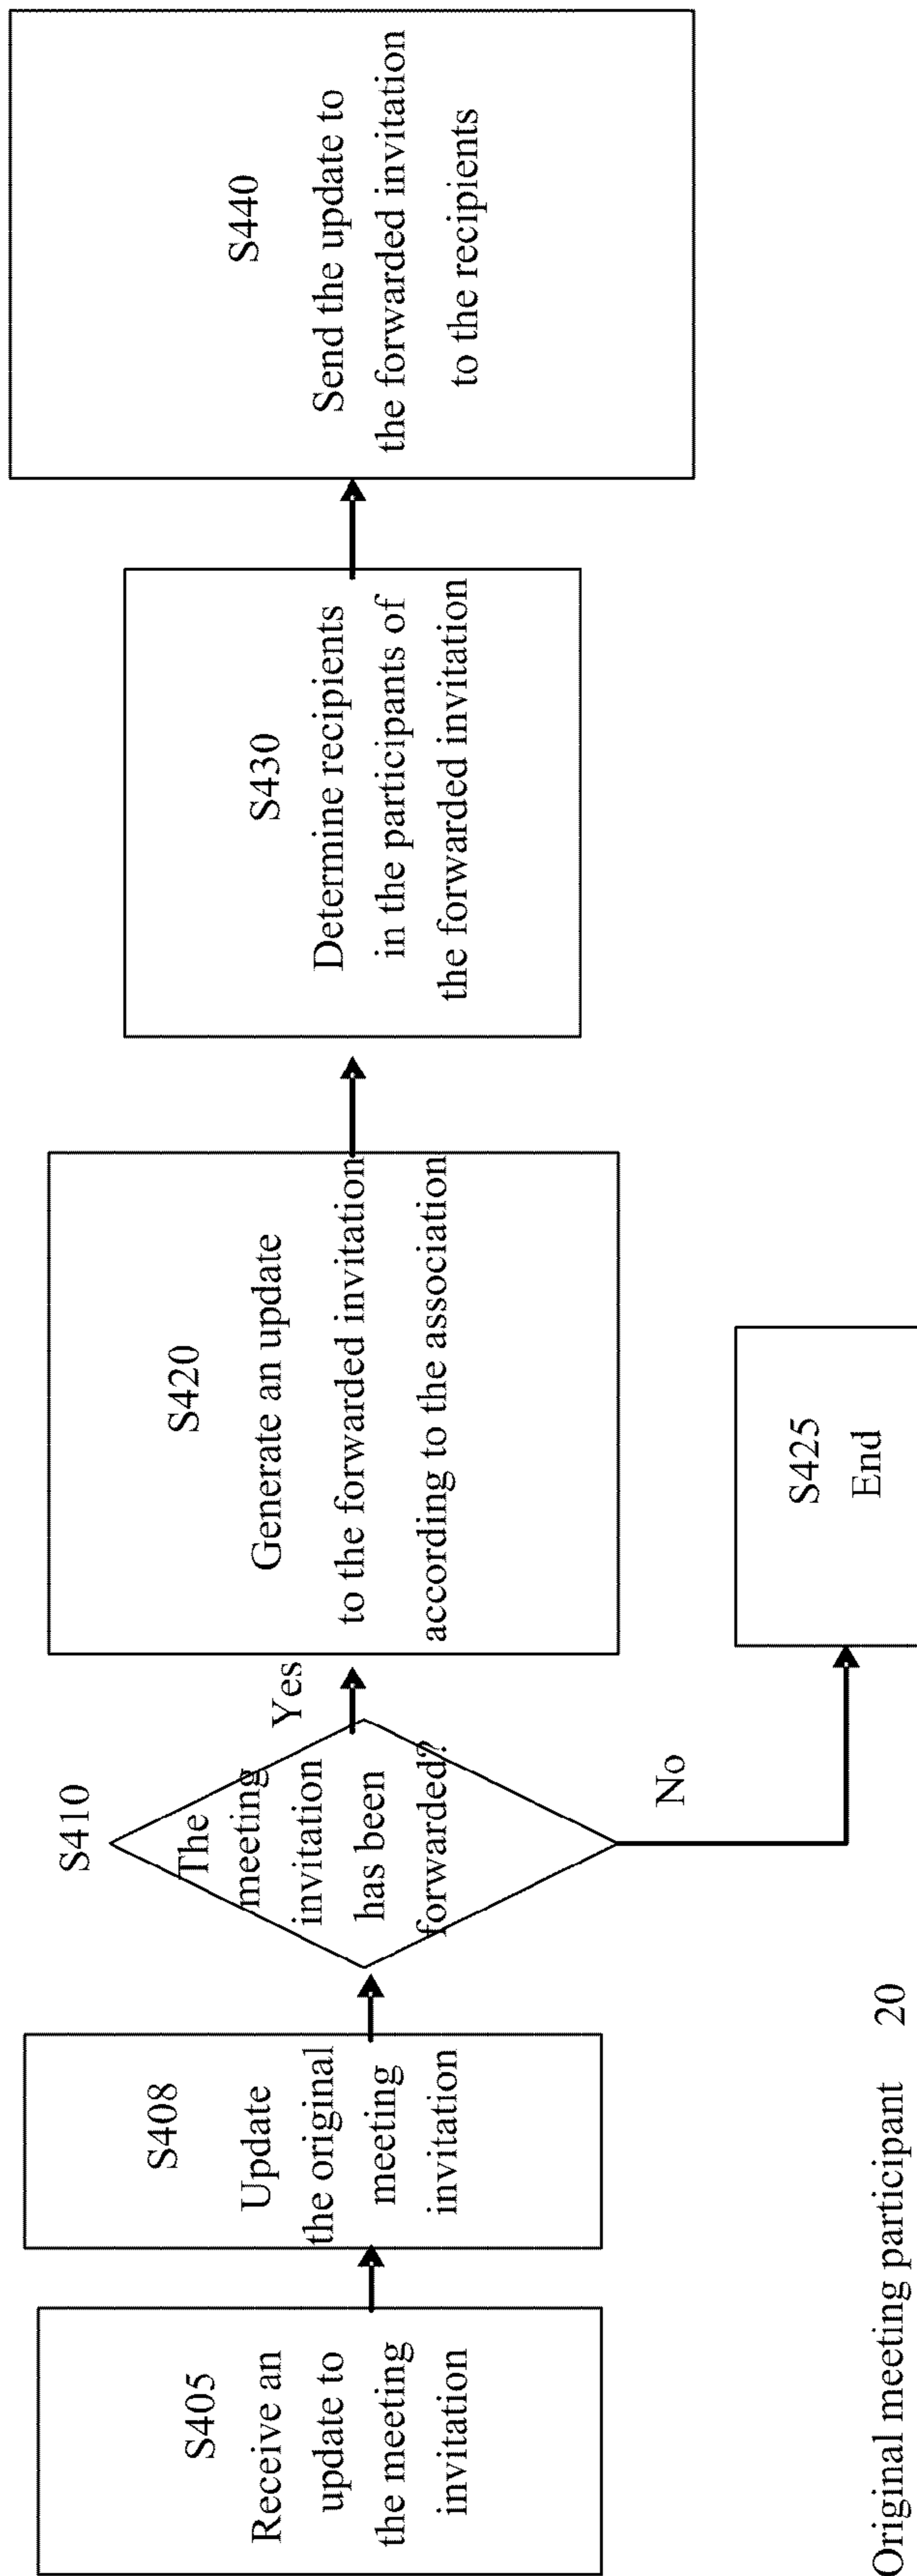 S405
Receive an
update to
the meeting
invitation
S408
Update
the original
meeting
invitation
S410
The
meeting
invitation
has been
forwarded?
Yes
No
S420
Generate an update
to the forwarded invitation
according to the association
S425
End
S430
Determine recipients
in the participants of
the forwarded invitation
S440
Send the update to
the forwarded invitation
to the recipients
Original meeting participant 20